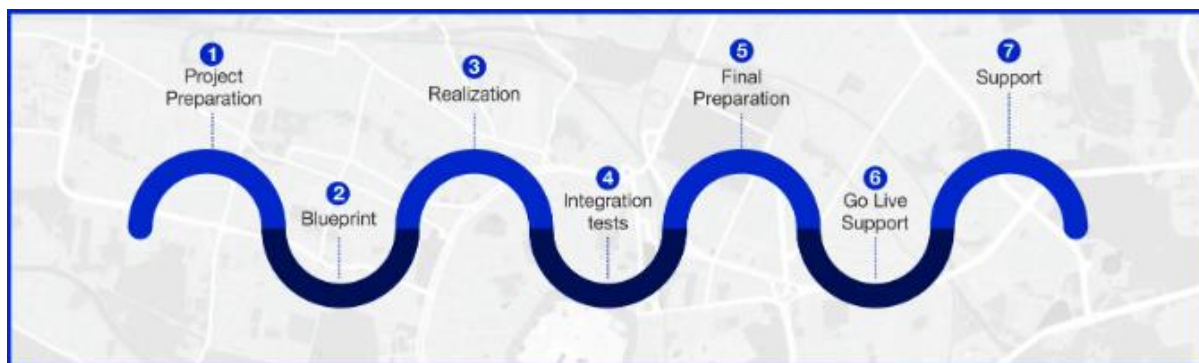 1
Project
Preparation
2
Blueprint
3
Realization
4
Integration
tests
5
Final
Preparation
6
Go Live
Support
7
Support